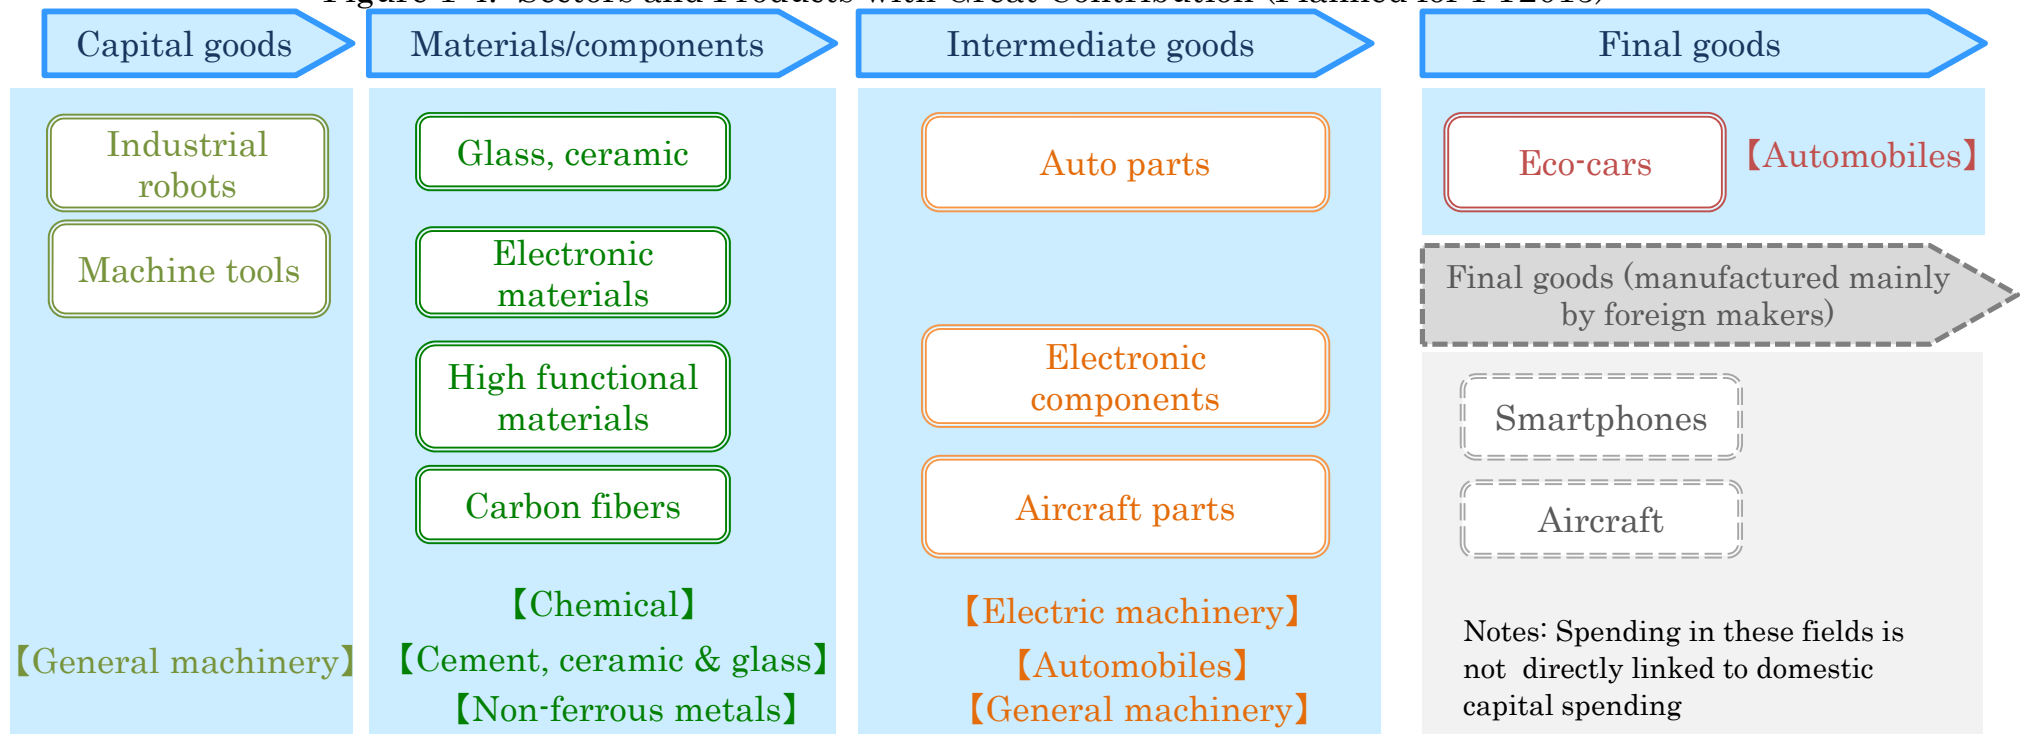 Capital goods
Materials/components
Intermediate goods
Final goods
Industrial
robots
Machine tools
【General machinery】
Glass, ceramic
Electronic
materials
High functional
materials
Carbon fibers
【Chemical】
【Cement, ceramic & glass】
【Non-ferrous metals】
Auto parts
Electronic
components
Aircraft parts
【Electric machinery】
【Automobiles】
【General machinery】
Eco-cars
【Automobiles】
Final goods (manufactured mainly
by foreign makers)
Smartphones
Aircraft
Notes: Spending in these fields is
not directly linked to domestic
capital spending